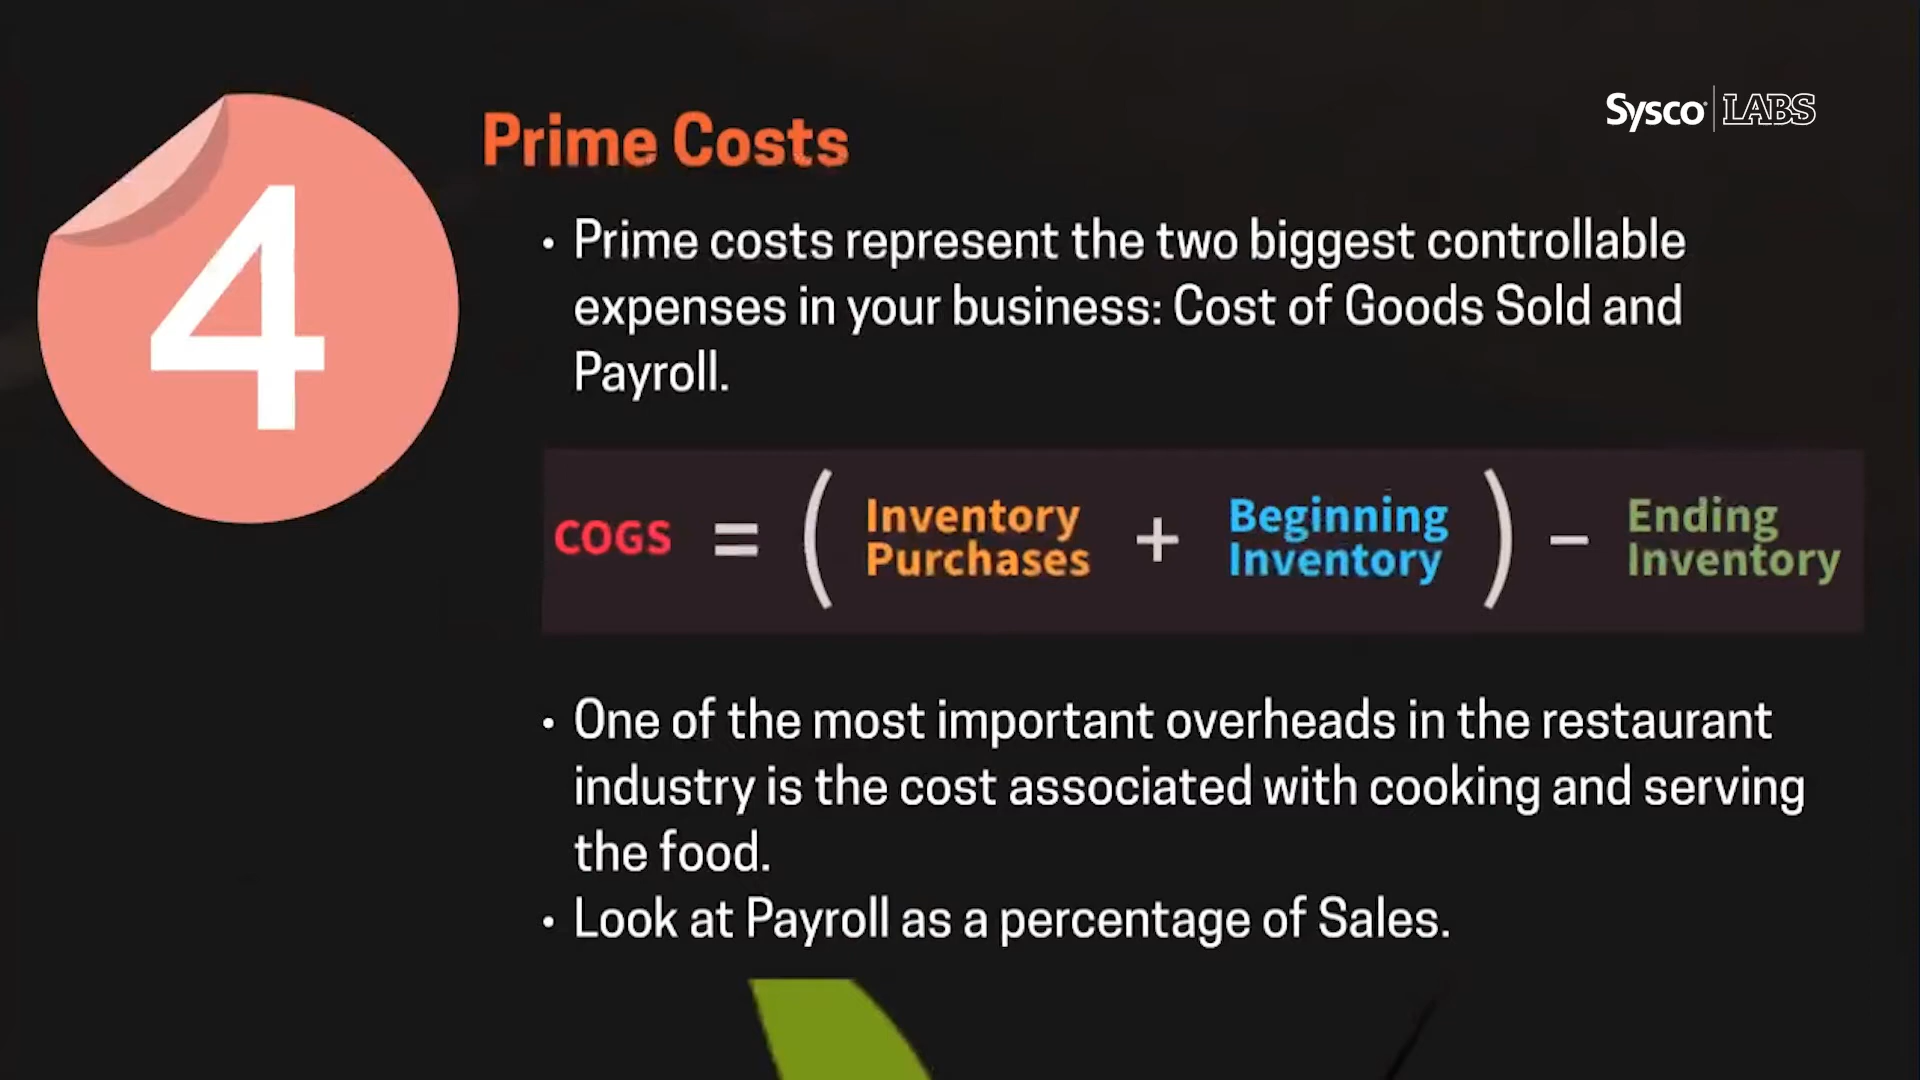 Sysco LABS
4
Prime Costs
• Prime costs represent the two biggest controllable
expenses in your business: Cost of Goods Sold and
Payroll.
COGS = ( Inventory Purchases + Beginning Inventory ) – Ending Inventory
• One of the most important overheads in the restaurant
industry is the cost associated with cooking and serving
the food.
• Look at Payroll as a percentage of Sales.